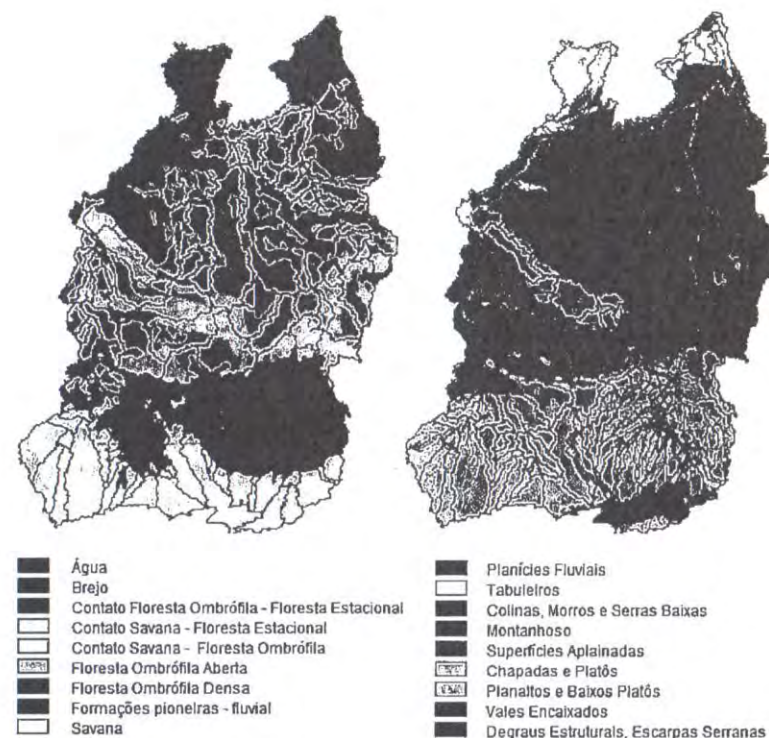 Água
Brejo
Contato Floresta Ombrófila - Floresta Estacional
Contato Savana - Floresta Estacional
Contato Savana - Floresta Ombrófila
Floresta Ombrófila Aberta
Floresta Ombrófila Densa
Formações pioneiras - fluvial
Savana
Planícies Fluviais
Tabuleiros
Colinas, Morros e Serras Baixas
Montanhoso
Superfícies Aplainadas
Chapadas e Platôs
Planaltos e Baixos Platôs
Vales Encaixados
Degraus Estruturais, Escarpas Serranas